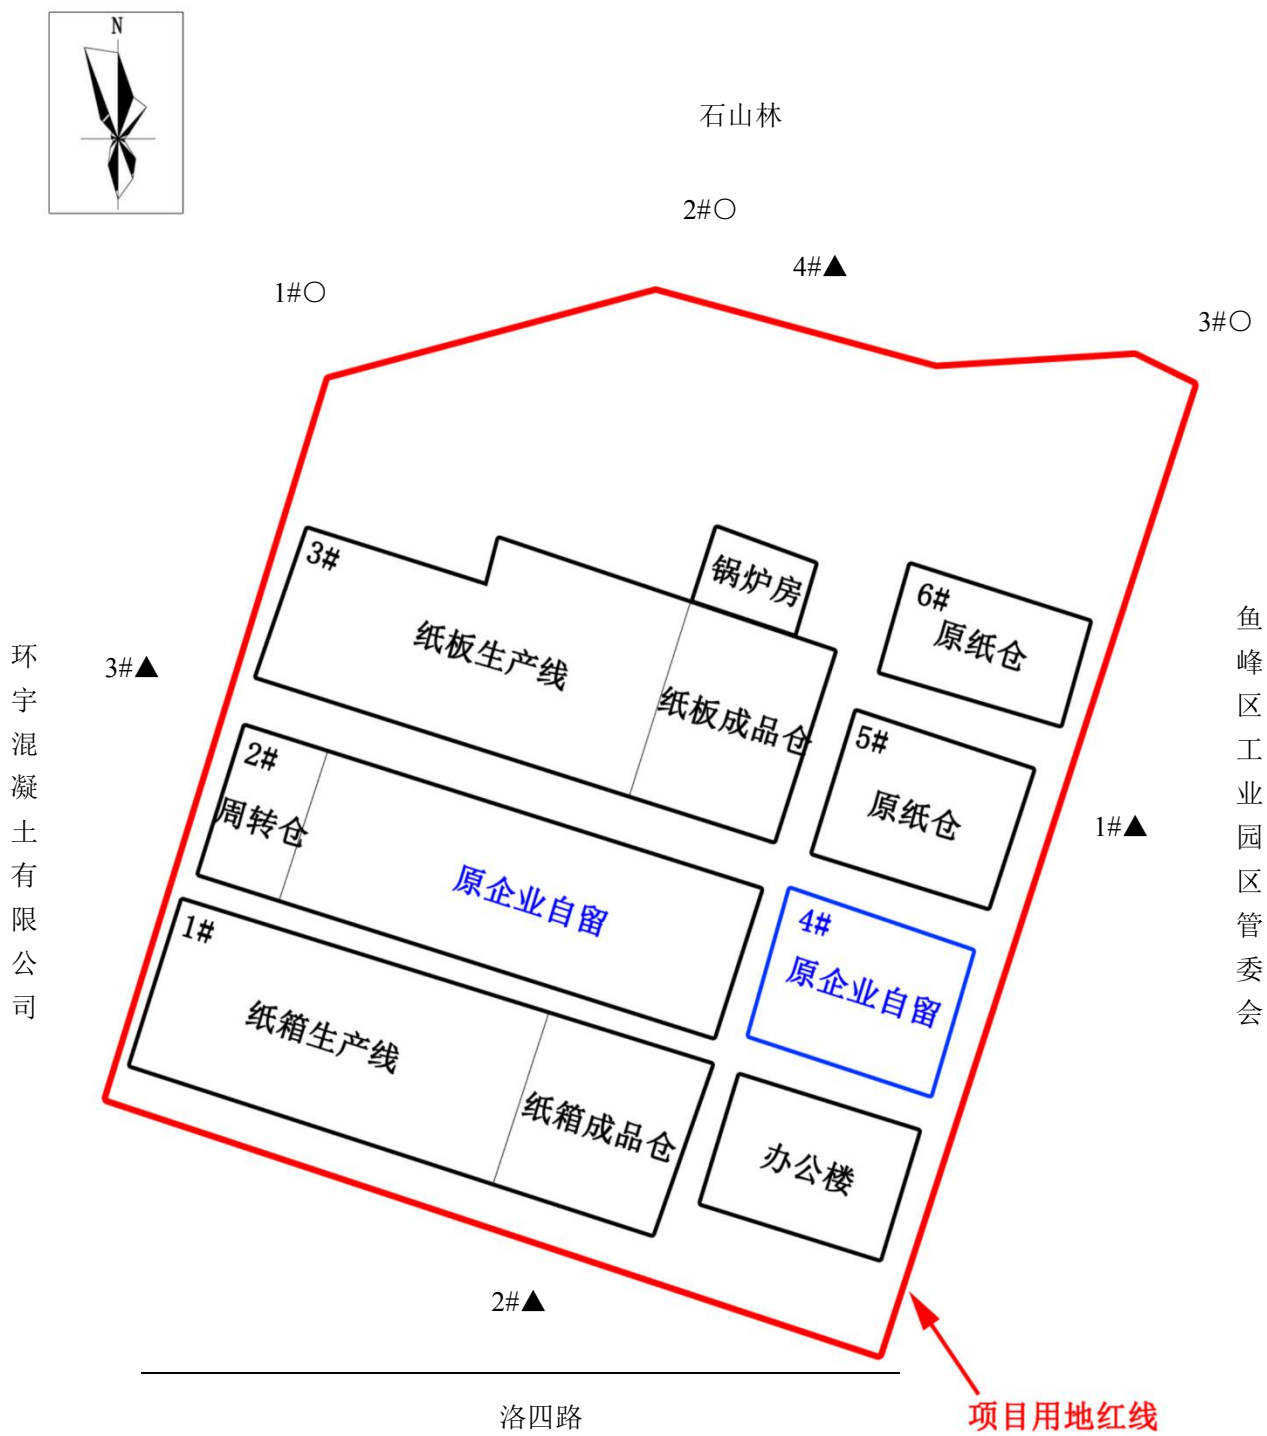 N
石山林
2#○
4#▲
1#○
3#○
3#
纸板生产线
锅炉房
纸板成品仓
6#
原纸仓
环宇混凝土有限公司
3#▲
鱼峰区工业园区管委会
2#
周转仓
原企业自留
5#
原纸仓
1#▲
1#
纸箱生产线
纸箱成品仓
4#
原企业自留
办公楼
2#▲
洛四路
项目用地红线